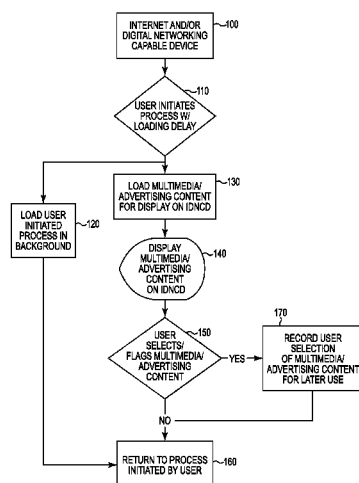 INTERNET AND/OR
DIGITAL NETWORKING
CAPABLE DEVICE
100
110
USER INITIATES
PROCESS W/
LOADING DELAY
130
LOAD MULTIMEDIA/
ADVERTISING CONTENT
FOR DISPLAY ON IDNCD
LOAD USER
INITIATED
PROCESS IN
BACKGROUND
120
140
DISPLAY
MULTIMEDIA/
ADVERTISING
CONTENT
ON IDNCD
150
USER
SELECTS/
FLAGS MULTIMEDIA/
ADVERTISING
CONTENT
YES
170
RECORD USER
SELECTION
OF MULTIMEDIA/
ADVERTISING CONTENT
FOR LATER USE
NO
RETURN TO PROCESS
INITIATED BY USER
160